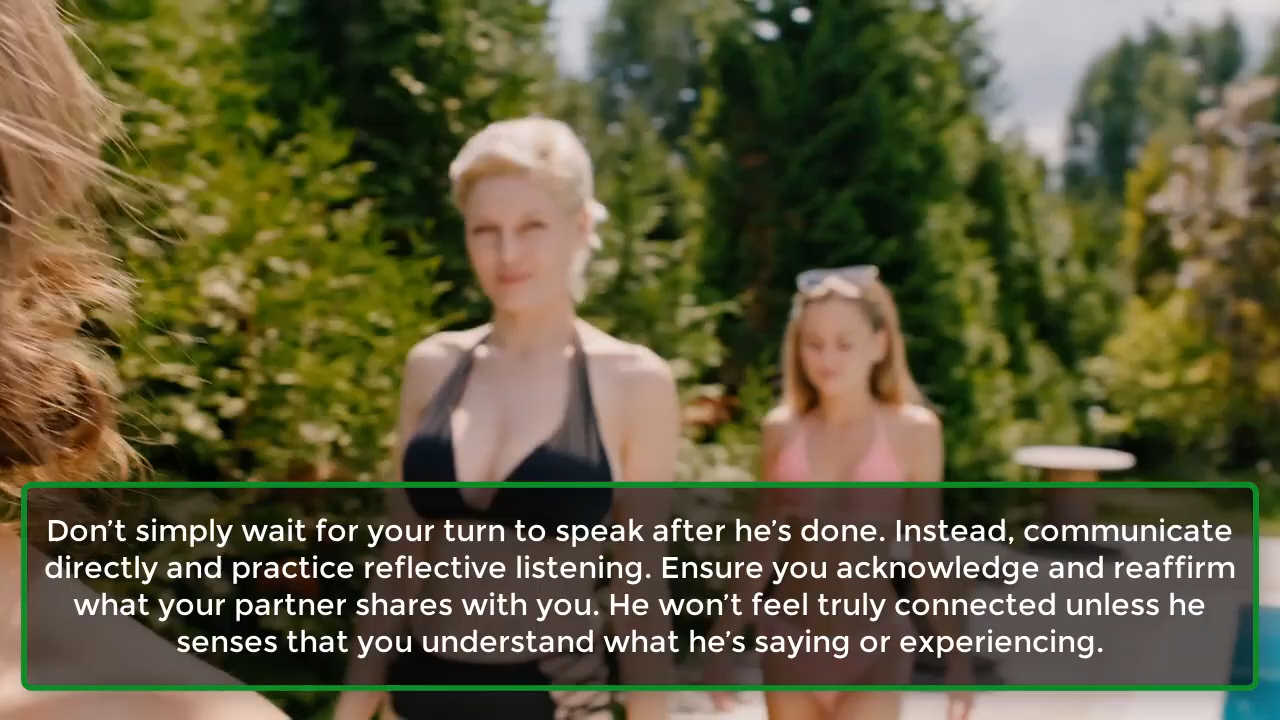 Don’t simply wait for your turn to speak after he’s done. Instead, communicate
directly and practice reflective listening. Ensure you acknowledge and reaffirm
what your partner shares with you. He won’t feel truly connected unless he
senses that you understand what he’s saying or experiencing.